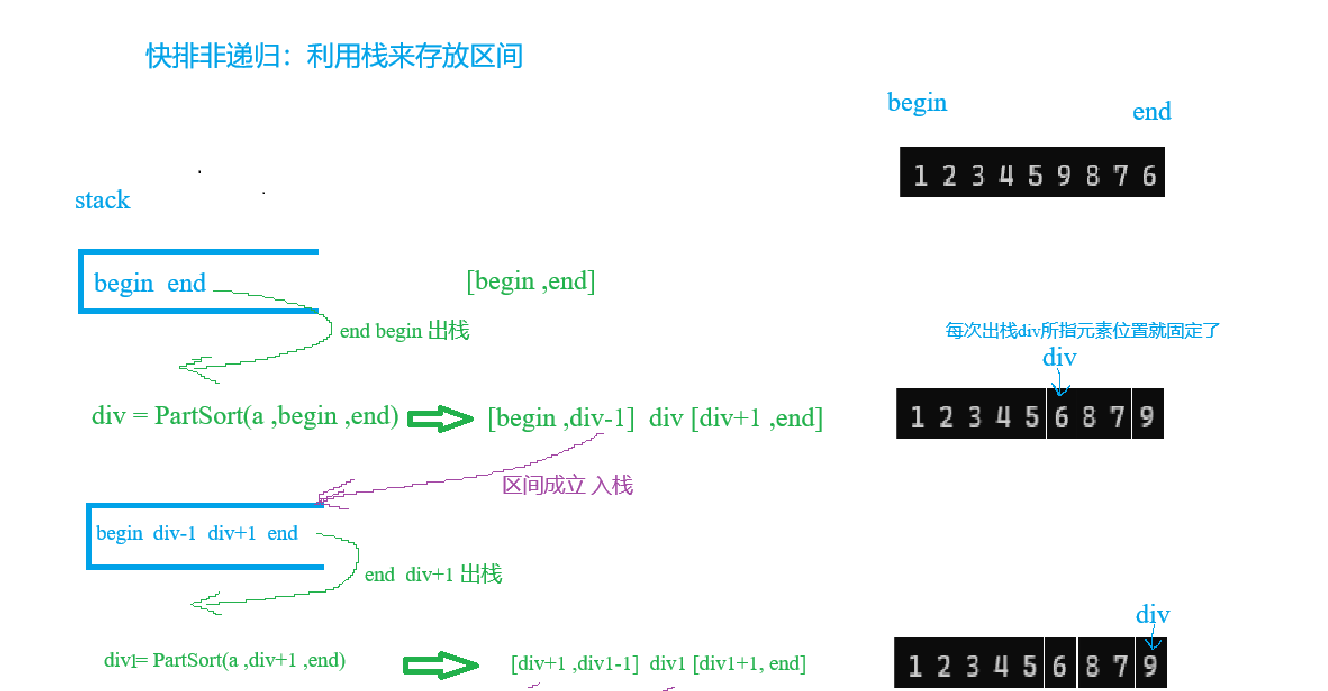 快排非递归：利用栈来存放区间
begin
end
1 2 3 4 5 9 8 7 6
stack
begin end
[begin ,end]
end begin 出栈
每次出栈div所指元素位置就固定了
div
div = PartSort(a ,begin ,end)
[begin ,div-1] div [div+1 ,end]
1 2 3 4 5 6 8 7 9
区间成立 入栈
begin div-1 div+1 end
end div+1 出栈
div
div1= PartSort(a ,div+1 ,end)
[div+1 ,div1-1] div1 [div1+1, end]
1 2 3 4 5 6 8 7 9